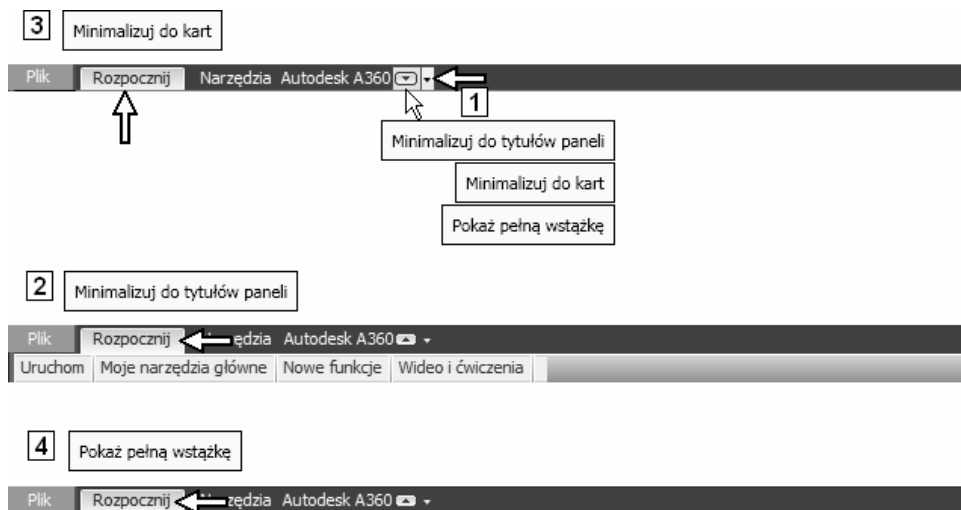 3 Minimalizuj do kart
Plik Rozpocznij Narzędzia Autodesk A360
1
Minimalizuj do tytułów paneli
Minimalizuj do kart
Pokaż pełną wstążkę
2 Minimalizuj do tytułów paneli
Plik Rozpocznij ędzia Autodesk A360
Uruchom Moje narzędzia główne Nowe funkcje Wideo i ćwiczenia
4 Pokaż pełną wstążkę
Plik Rozpocznij zędzia Autodesk A360